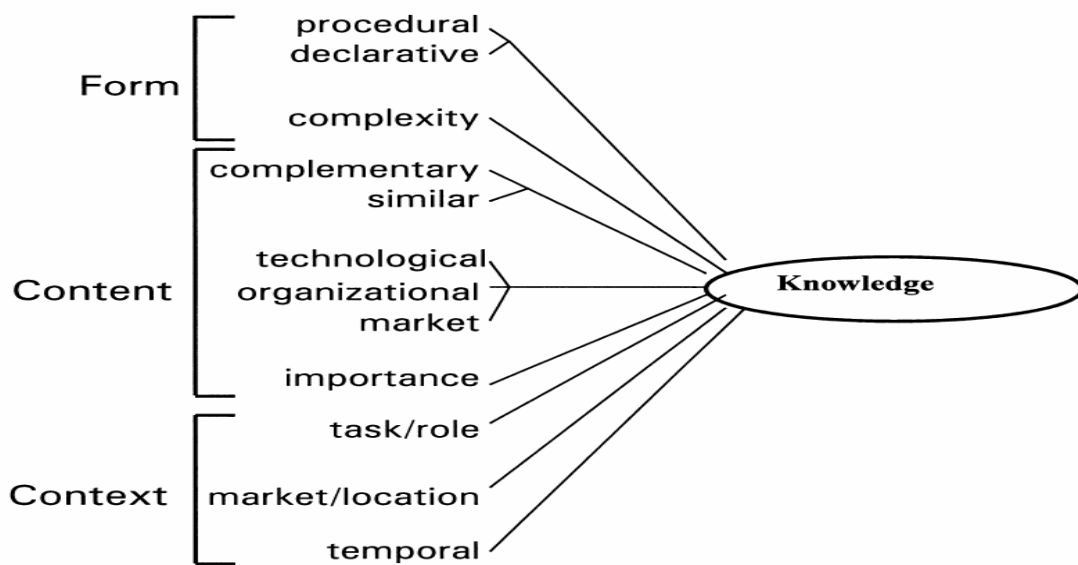 Form
procedural
declarative
complexity
Content
complementary
similar
technological
organizational
market
importance
Context
task/role
market/location
temporal
Knowledge